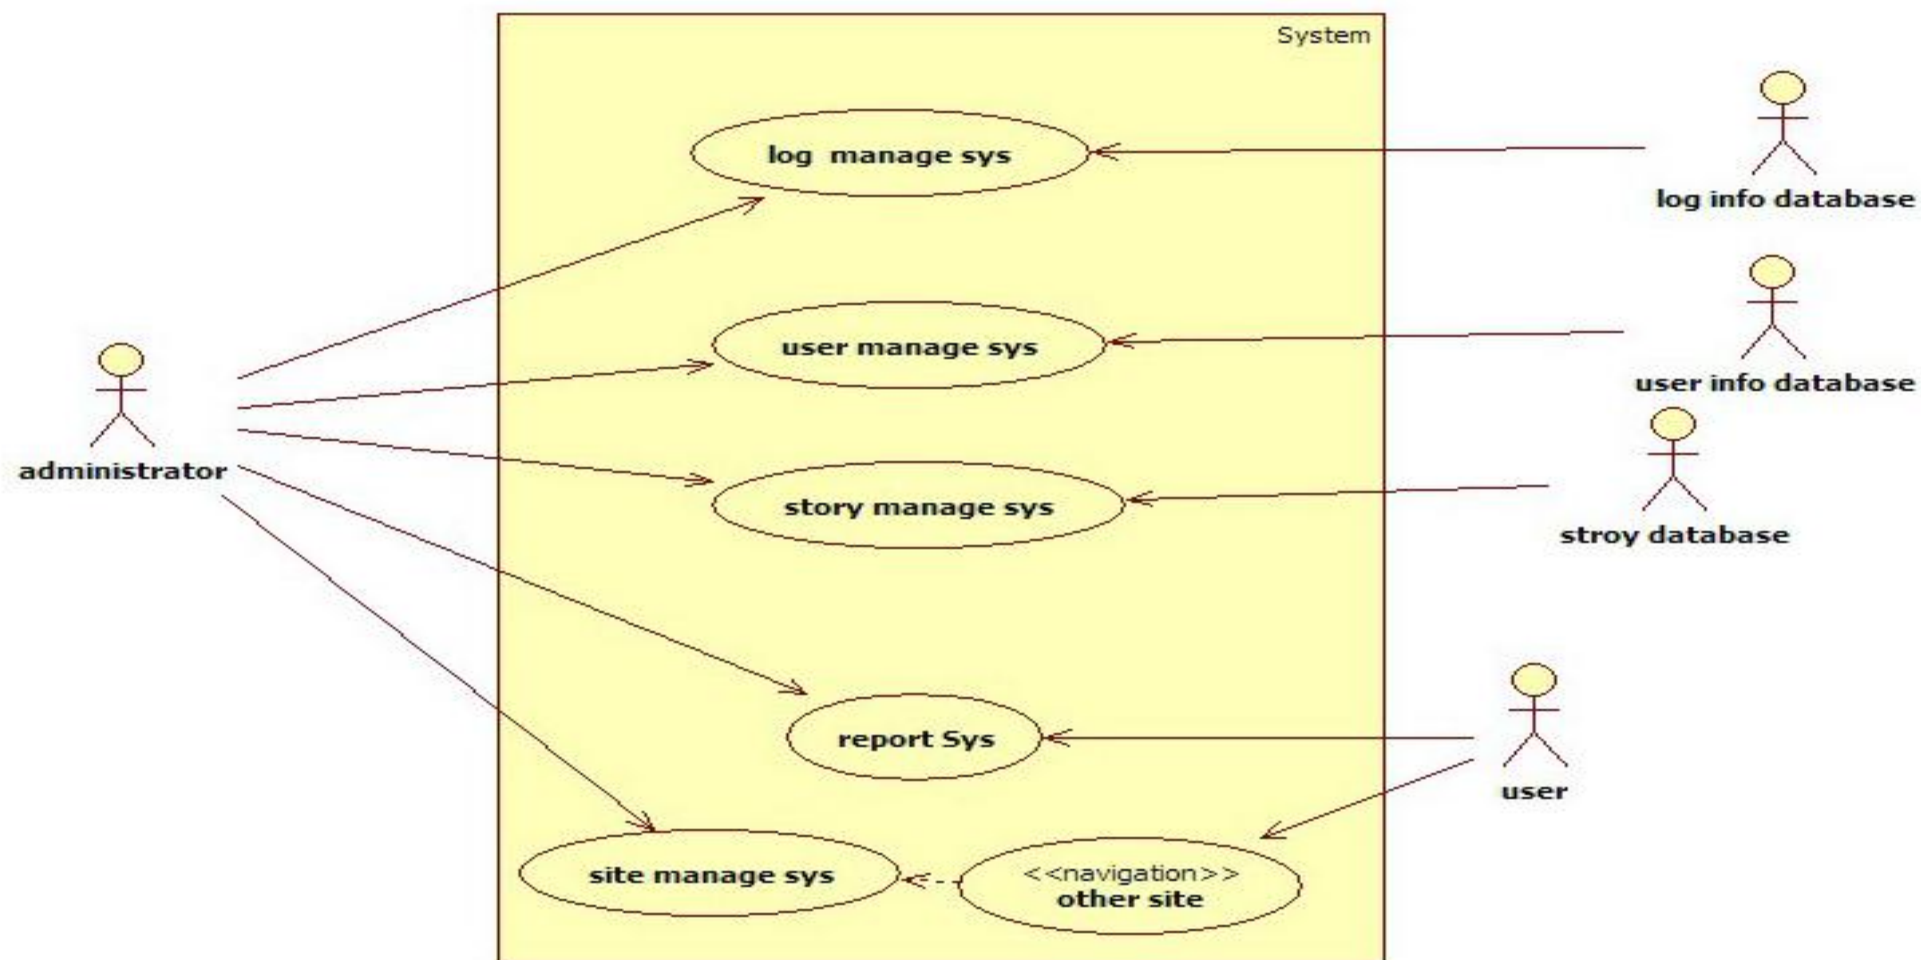 System
log manage sys
log info database
user manage sys
user info database
administrator
story manage sys
stroy database
report Sys
user
site manage sys
<<navigation>>
other site